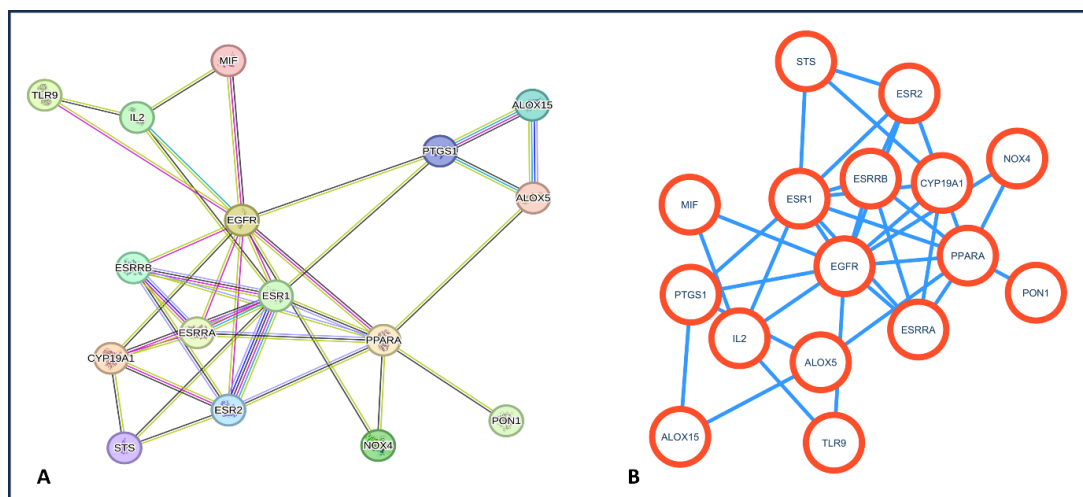 MIF
TLR9
IL2
ALOX15
PTGS1
ALOX5
EGFR
ESRRB
ESR1
ESRRA
PPARA
CYP19A1
ESR2
PON1
STS
NOX4
A
STS
ESR2
NOX4
ESRRB
CYP19A1
ESR1
MIF
PPARA
EGFR
PTGS1
PON1
ESRRA
IL2
ALOX5
ALOX15
TLR9
B